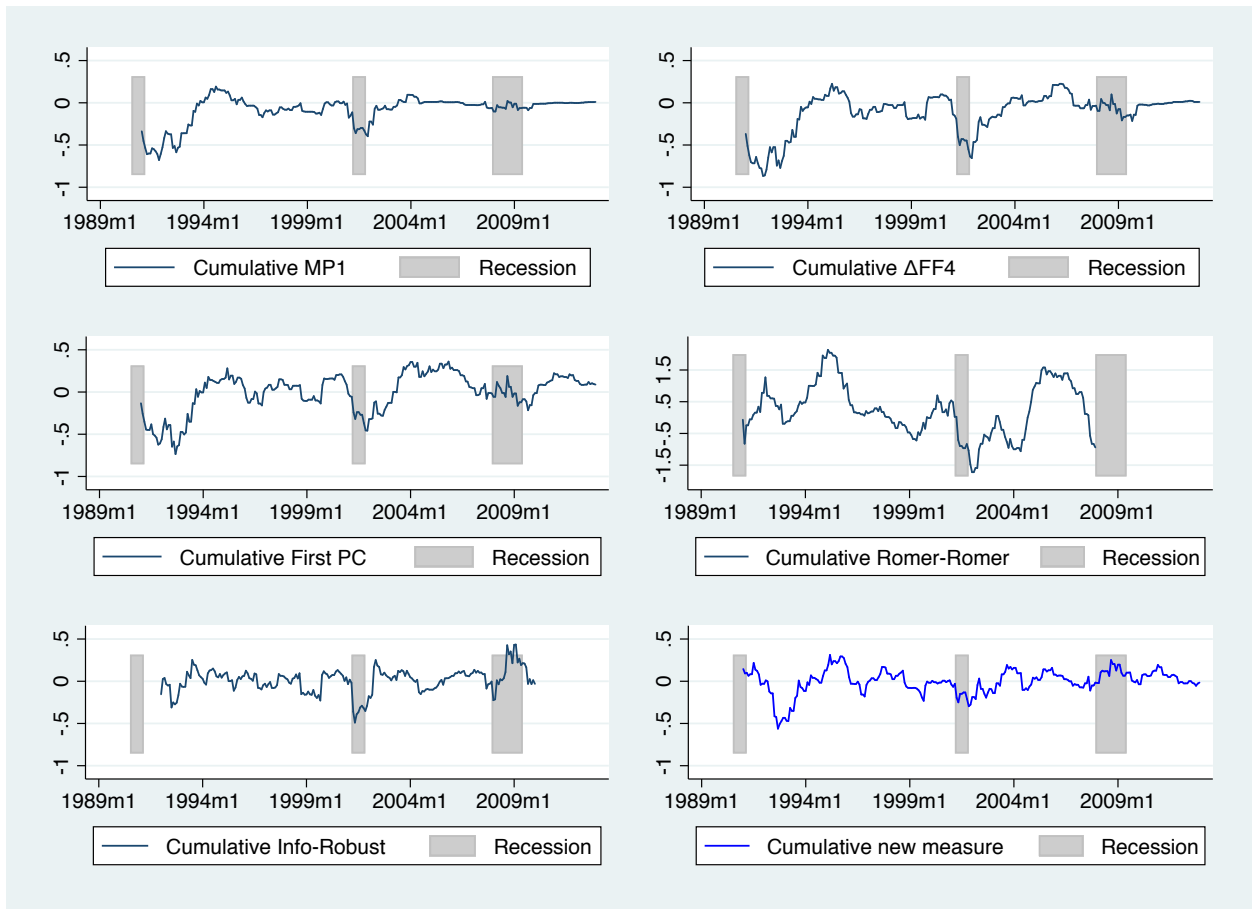 .5
0
-.5
-1
1989m1 1994m1 1999m1 2004m1 2009m1
Cumulative MP1 Recession
.5
0
-.5
-1
1989m1 1994m1 1999m1 2004m1 2009m1
Cumulative ΔFF4 Recession
.5
0
-.5
-1
1989m1 1994m1 1999m1 2004m1 2009m1
Cumulative First PC Recession
1.5
.5
-.5
-1.5
1989m1 1994m1 1999m1 2004m1 2009m1
Cumulative Romer-Romer Recession
.5
0
-.5
-1
1989m1 1994m1 1999m1 2004m1 2009m1
Cumulative Info-Robust Recession
.5
0
-.5
-1
1989m1 1994m1 1999m1 2004m1 2009m1
Cumulative new measure Recession